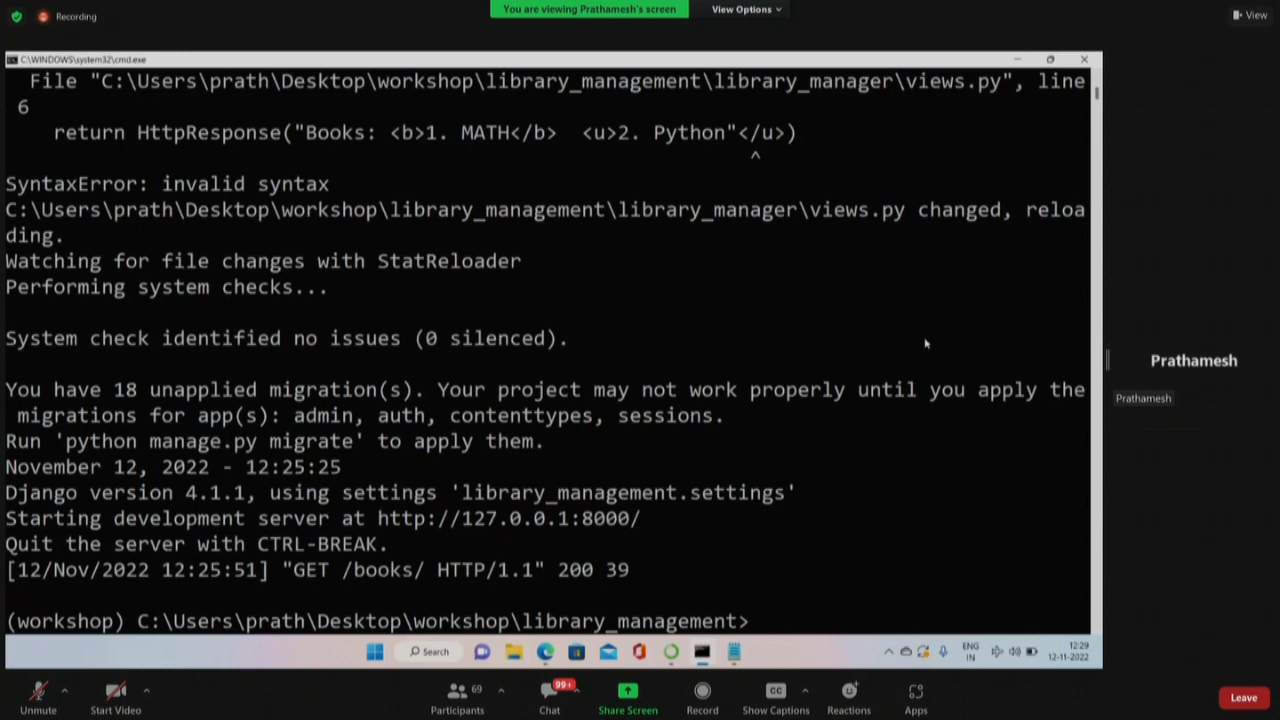 Recording
You are viewing Prathamesh's screen
View Options
View
C:\WINDOWS\system32\cmd.exe
File "C:\Users\prath\Desktop\workshop\library_management\library_manager\views.py", line
6
return HttpResponse("Books: <b>1. MATH</b>  <u>2. Python"</u>)
^
SyntaxError: invalid syntax
C:\Users\prath\Desktop\workshop\library_management\library_manager\views.py changed, reloa
ding.
Watching for file changes with StatReloader
Performing system checks...
System check identified no issues (0 silenced).
You have 18 unapplied migration(s). Your project may not work properly until you apply the
migrations for app(s): admin, auth, contenttypes, sessions.
Run 'python manage.py migrate' to apply them.
November 12, 2022 - 12:25:25
Django version 4.1.1, using settings 'library_management.settings'
Starting development server at http://127.0.0.1:8000/
Quit the server with CTRL-BREAK.
[12/Nov/2022 12:25:51] "GET /books/ HTTP/1.1" 200 39
(workshop) C:\Users\prath\Desktop\workshop\library_management>
Prathamesh
Prathamesh
Search
ENG
IN
12:29
12-11-2022
Unmute
Start Video
69
Participants
99+
Chat
Share Screen
Record
CC
Show Captions
Reactions
Apps
Leave